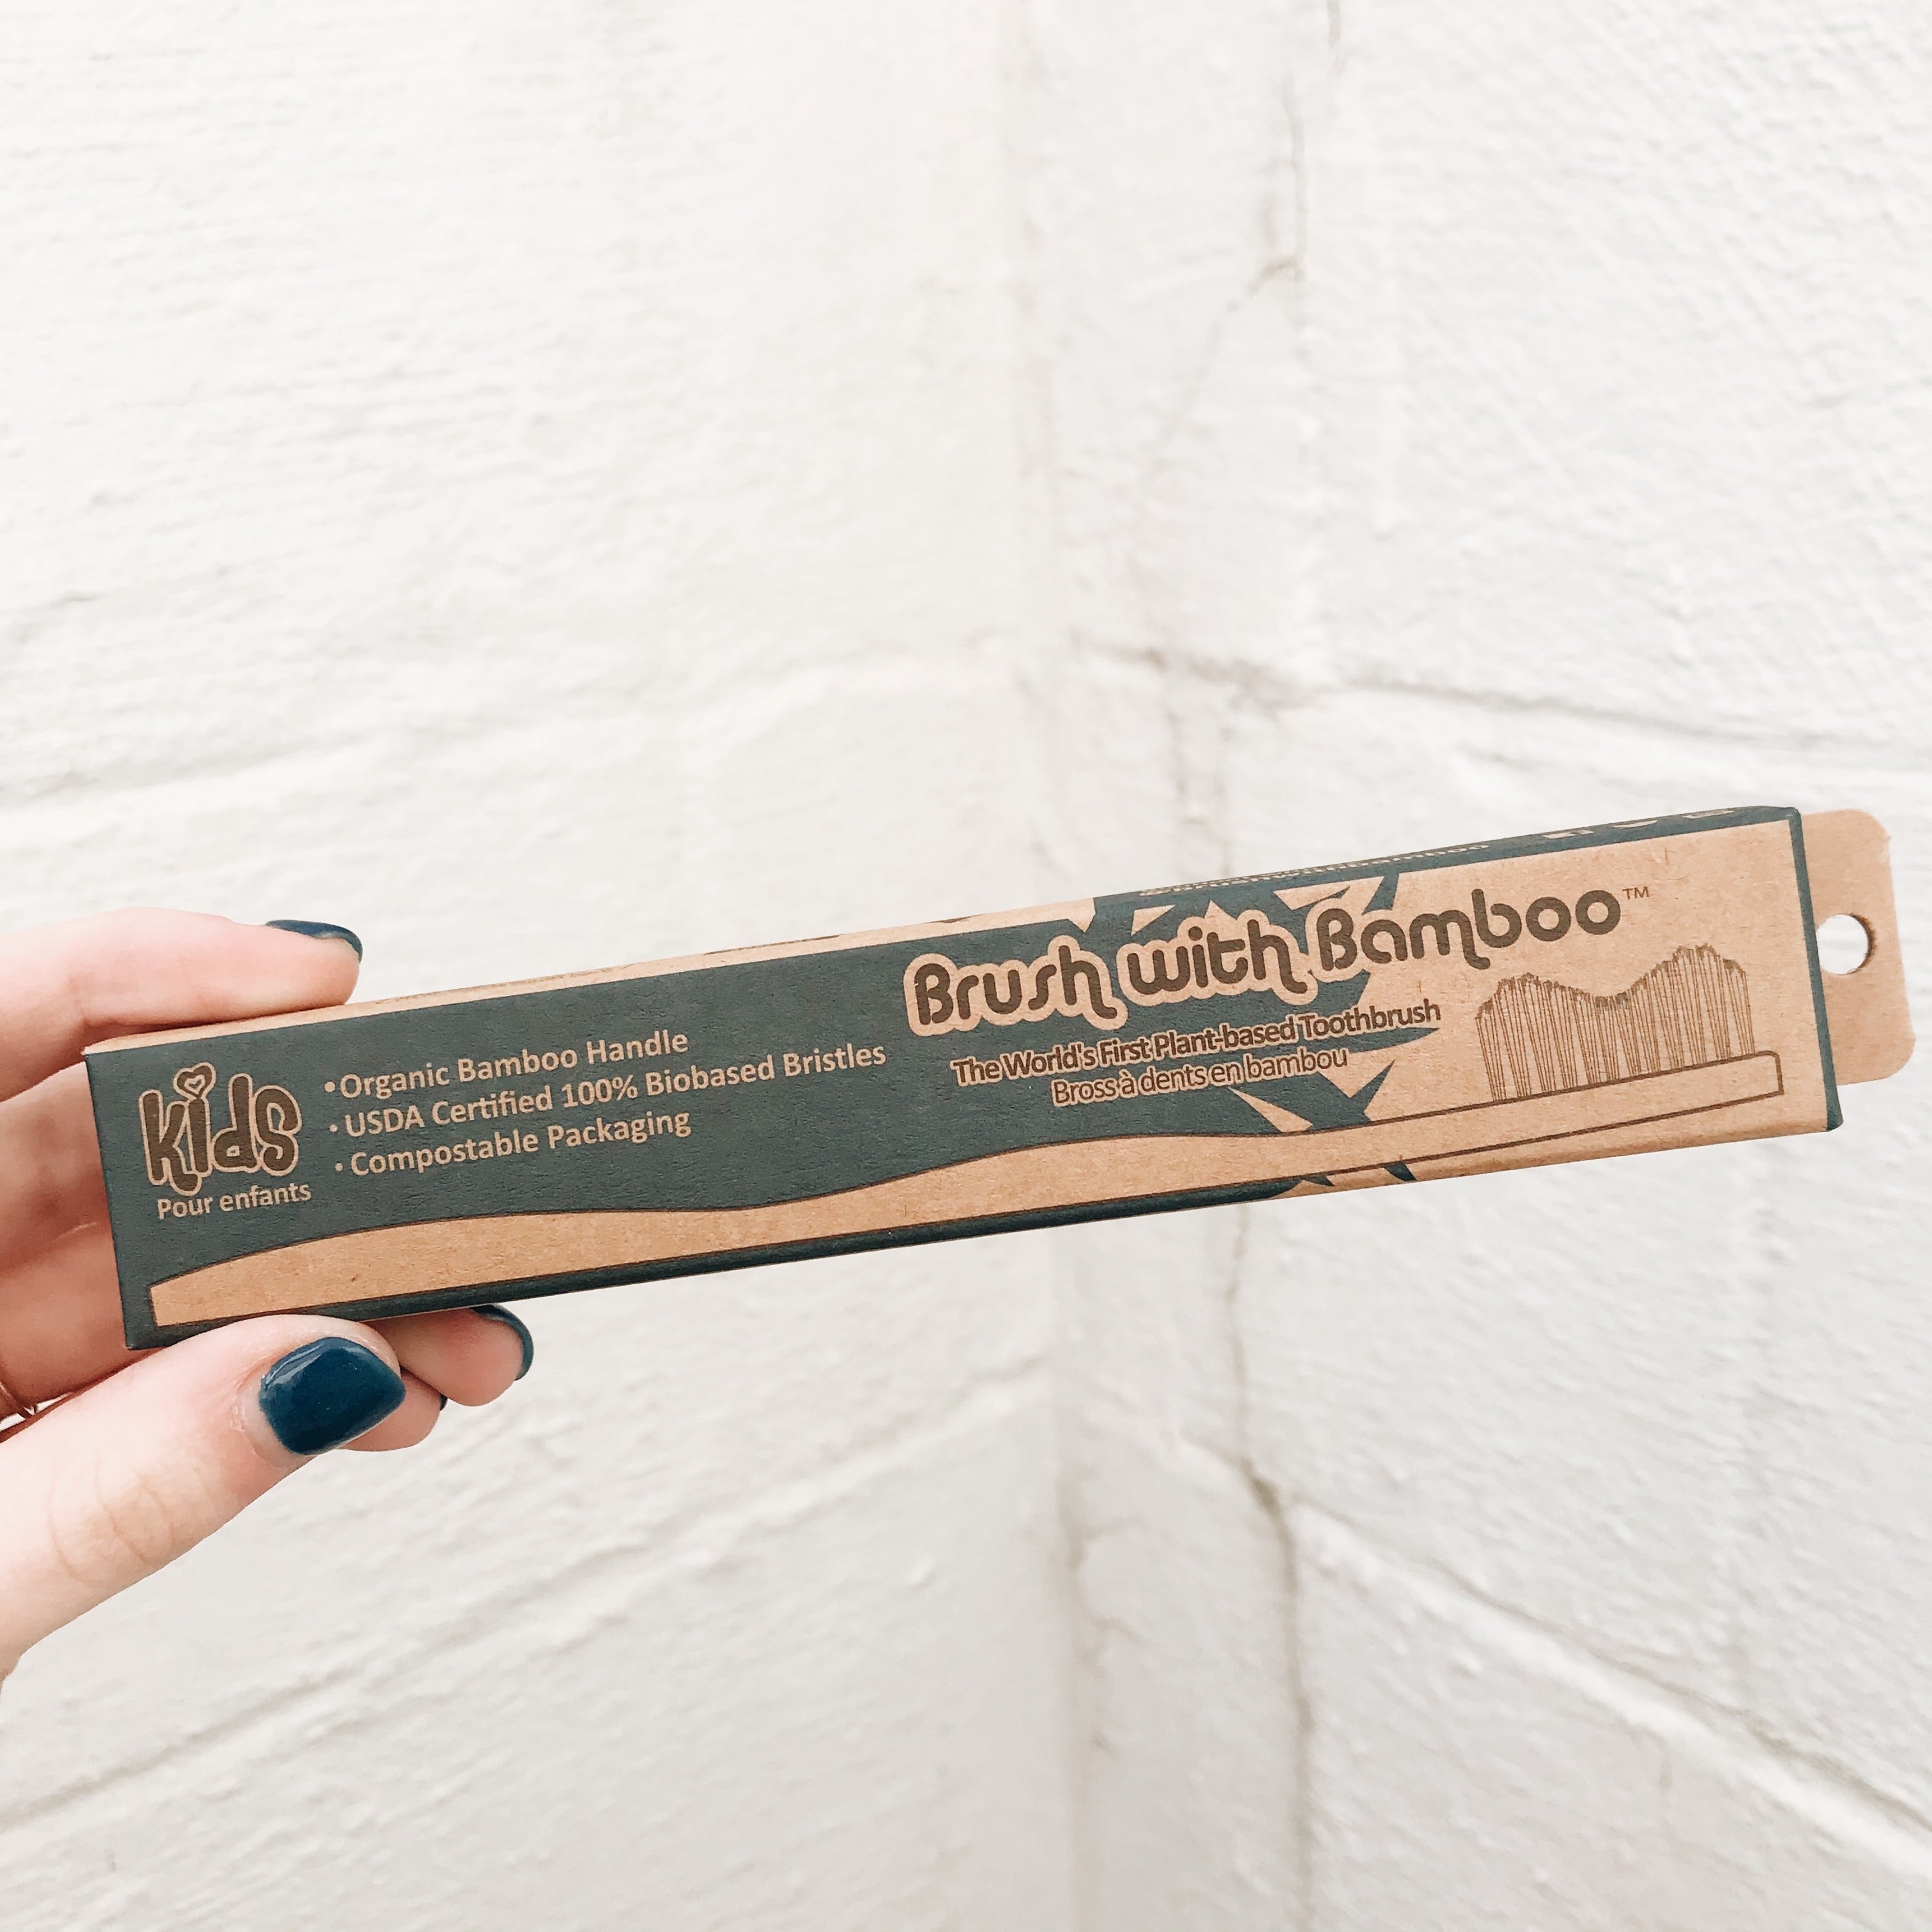 Kids
Pour enfants
•Organic Bamboo Handle
•USDA Certified 100% Biobased Bristles
•Compostable Packaging
Brush with Bamboo™
The World's First Plant-based Toothbrush
Bross à dents en bambou